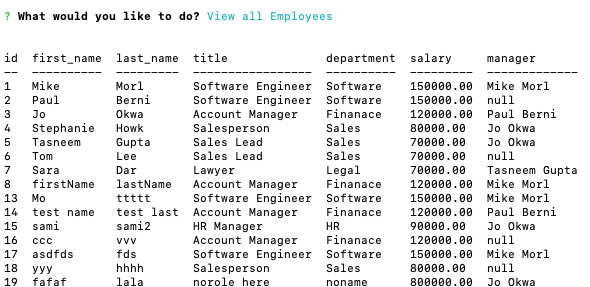 ? What would you like to do? View all Employees
id first_name last_name title department salary manager
-- ---------- --------- ----------------- ---------- --------- -------------
1 Mike Morl Software Engineer Software 150000.00 Mike Morl
2 Paul Berni Software Engineer Software 150000.00 null
3 Jo Okwa Account Manager Finanace 120000.00 Paul Berni
4 Stephanie Howk Salesperson Sales 80000.00 Jo Okwa
5 Tasneem Gupta Sales Lead Sales 70000.00 Jo Okwa
6 Tom Lee Sales Lead Sales 70000.00 null
7 Sara Dar Lawyer Legal 70000.00 Tasneem Gupta
8 firstName lastName Account Manager Finanace 120000.00 Mike Morl
13 Mo ttttt Software Engineer Software 150000.00 Mike Morl
14 test name test last Account Manager Finanace 120000.00 Paul Berni
15 sami sami2 HR Manager HR 90000.00 Jo Okwa
16 ccc vvv Account Manager Finanace 120000.00 null
17 asdfds fds Software Engineer Software 150000.00 Mike Morl
18 yyy hhhh Salesperson Sales 80000.00 null
19 fafaf lala norole here noname 800000.00 Jo Okwa